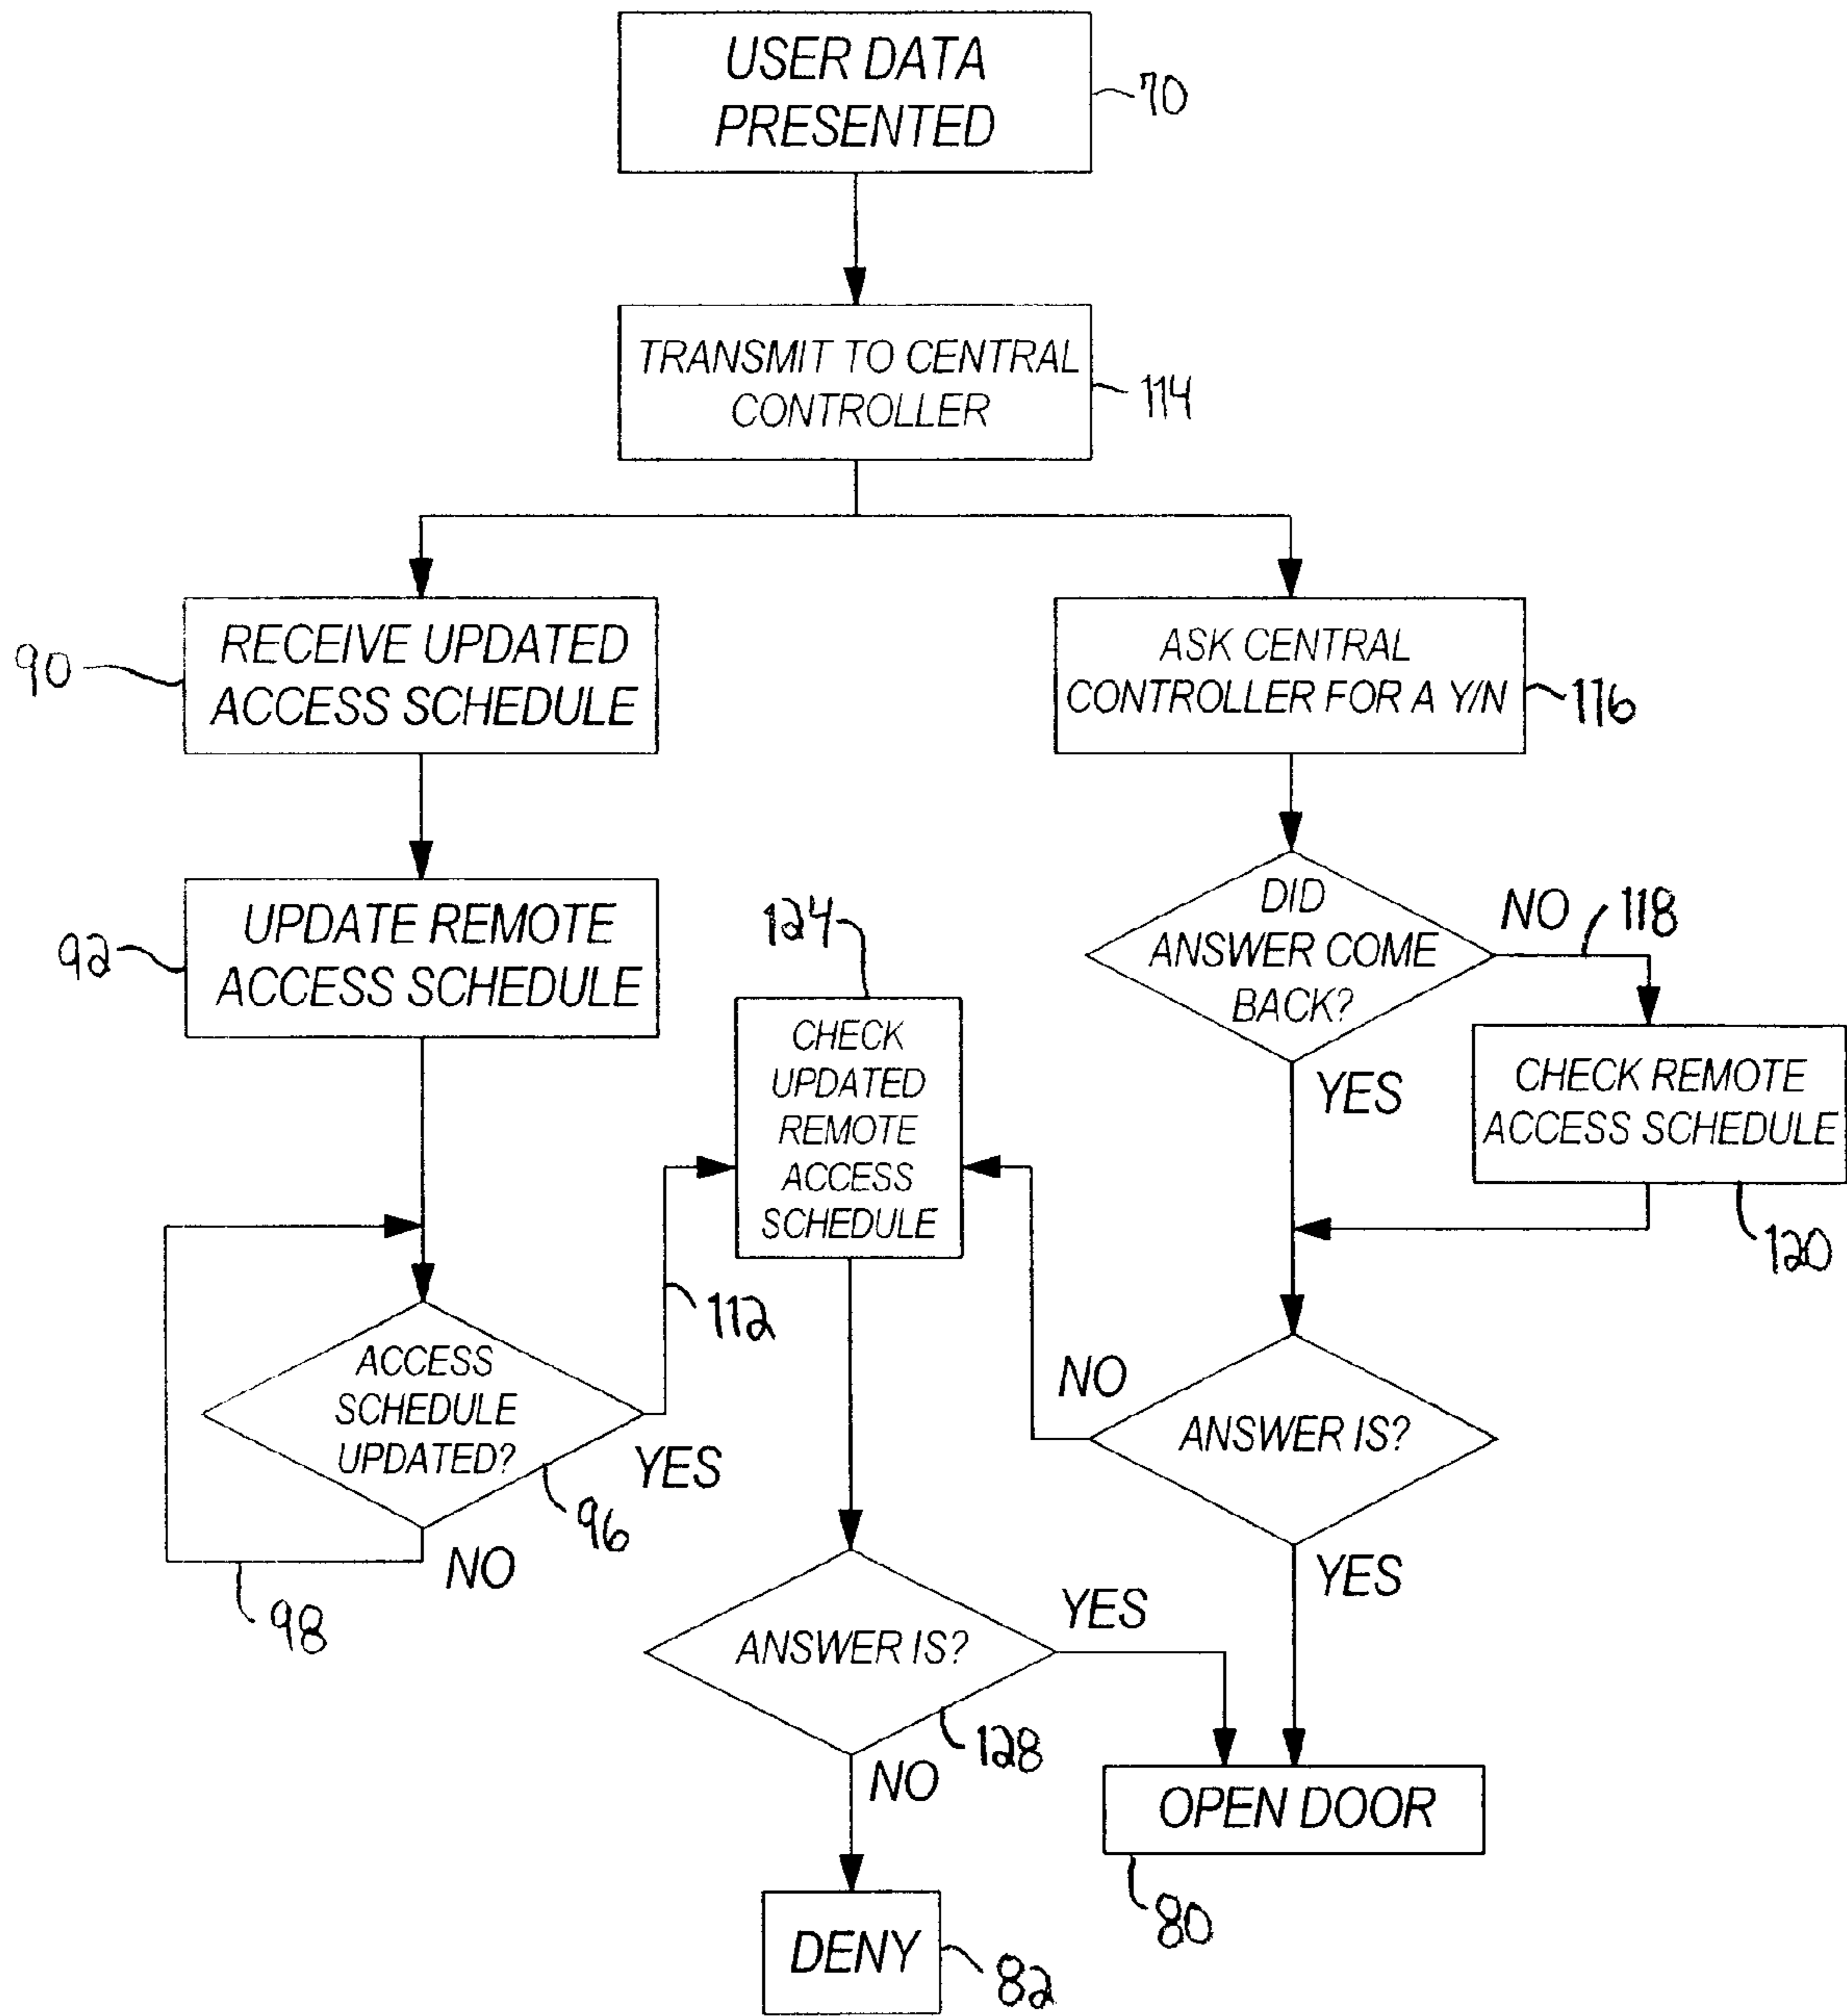 USER DATA
PRESENTED
70
TRANSMIT TO CENTRAL
CONTROLLER
114
RECEIVE UPDATED
ACCESS SCHEDULE
90
ASK CENTRAL
CONTROLLER FOR A Y/N
116
UPDATE REMOTE
ACCESS SCHEDULE
92
124
CHECK
UPDATED
REMOTE
ACCESS
SCHEDULE
DID
ANSWER COME
BACK?
NO
118
YES
CHECK REMOTE
ACCESS SCHEDULE
120
112
ACCESS
SCHEDULE
UPDATED?
YES
96
NO
98
NO
ANSWER IS?
YES
ANSWER IS?
YES
128
NO
OPEN DOOR
80
DENY
82